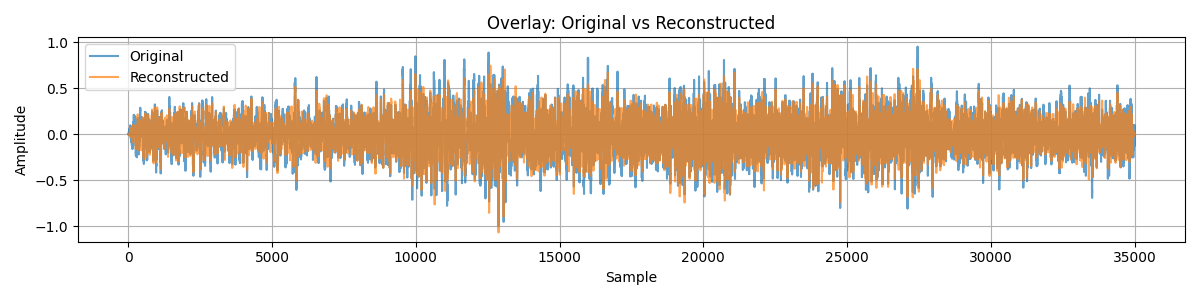 Overlay: Original vs Reconstructed
Original
Reconstructed
Amplitude
1.0
0.5
0.0
−0.5
−1.0
0 5000 10000 15000 20000 25000 30000 35000
Sample